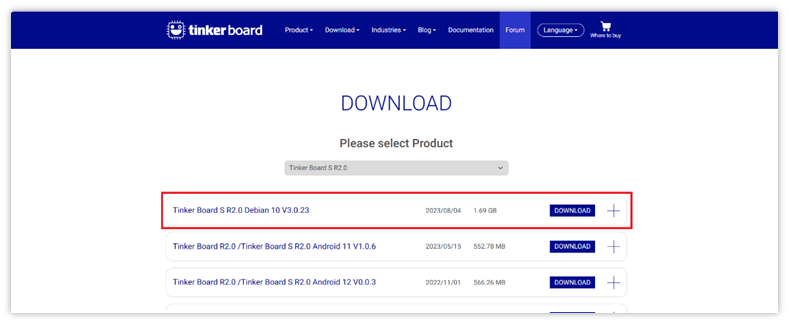 tinker board Product Download Industries Blog Documentation Forum Language Where to buy
DOWNLOAD
Please select Product
Tinker Board S R2.0
Tinker Board S R2.0 Debian 10 V3.0.23 2023/08/04 1.69 GB DOWNLOAD
Tinker Board R2.0 /Tinker Board S R2.0 Android 11 V1.0.6 2023/05/15 552.78 MB DOWNLOAD
Tinker Board R2.0 /Tinker Board S R2.0 Android 12 V0.0.3 2022/11/01 566.26 MB DOWNLOAD